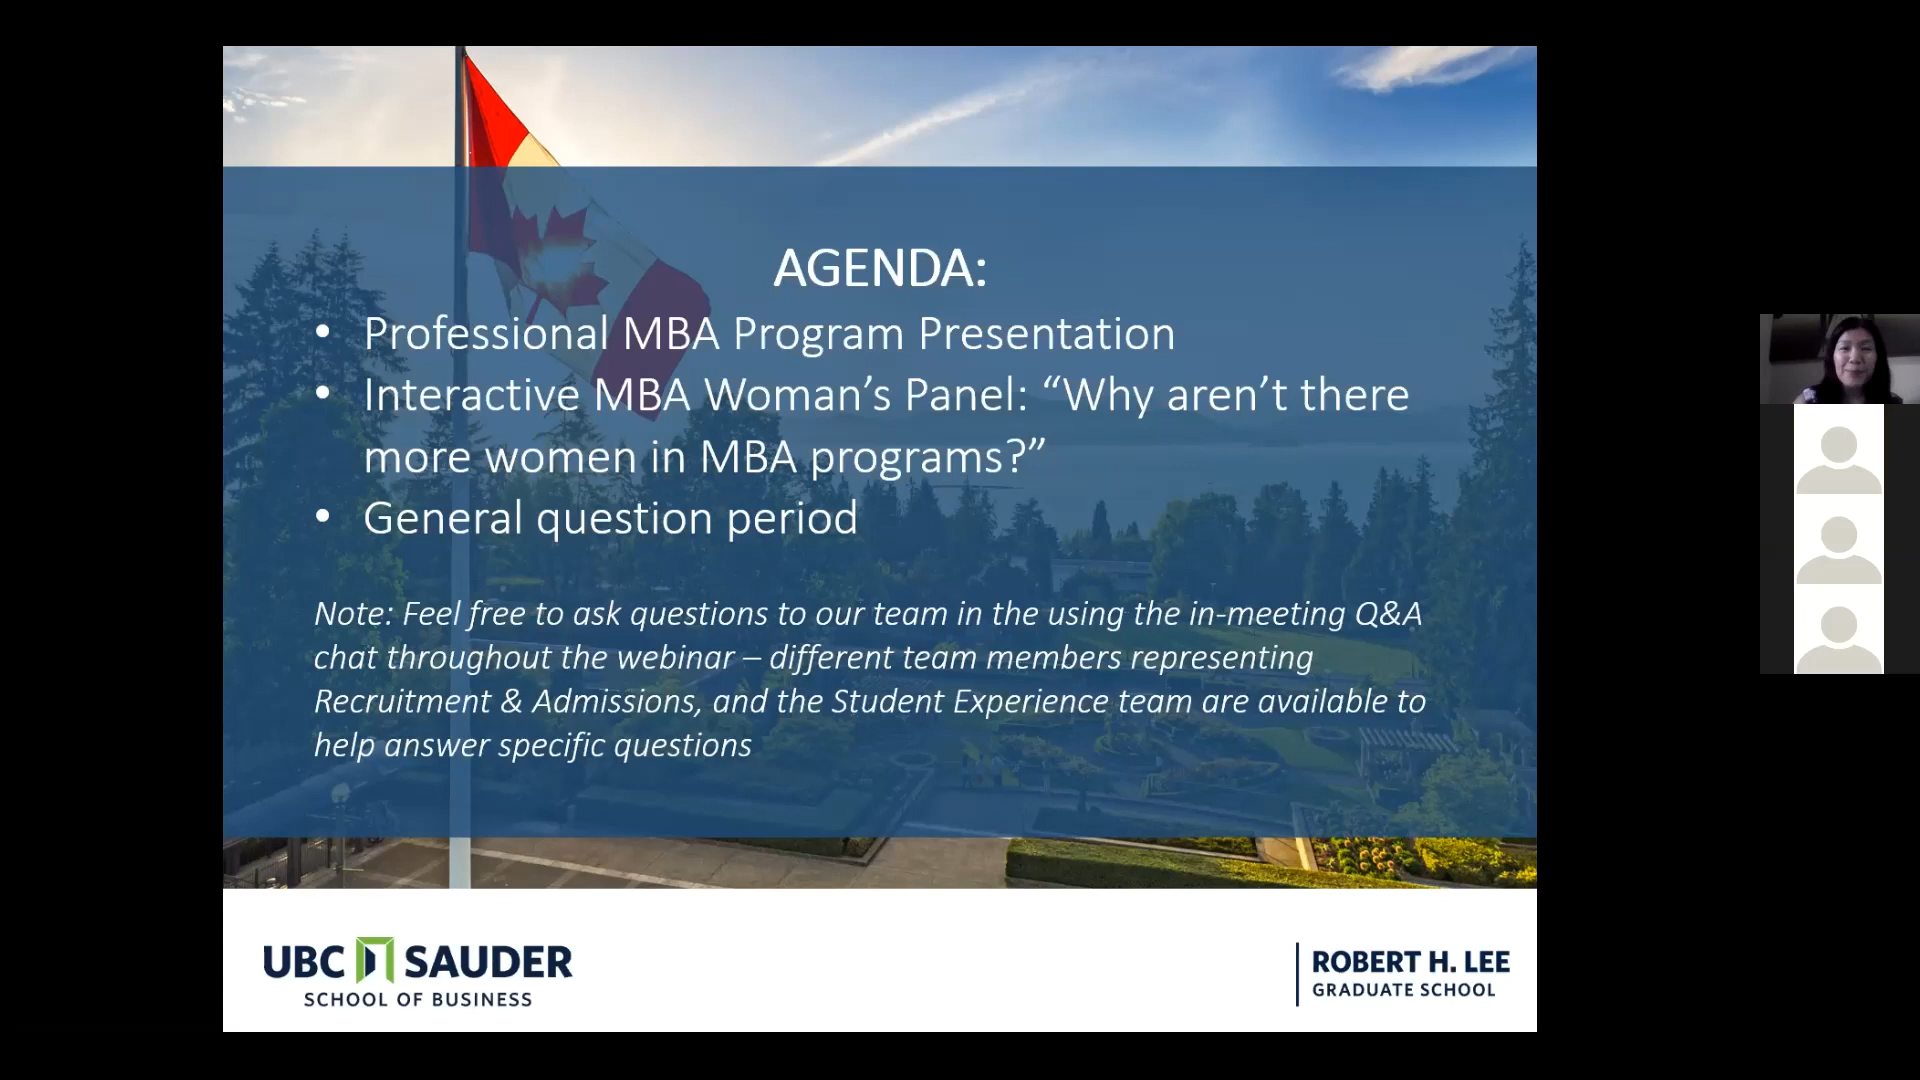 AGENDA:
• Professional MBA Program Presentation
• Interactive MBA Woman’s Panel: “Why aren’t there
more women in MBA programs?”
• General question period
Note: Feel free to ask questions to our team in the using the in-meeting Q&A
chat throughout the webinar – different team members representing
Recruitment & Admissions, and the Student Experience team are available to
help answer specific questions
UBC SAUDER
SCHOOL OF BUSINESS
ROBERT H. LEE
GRADUATE SCHOOL